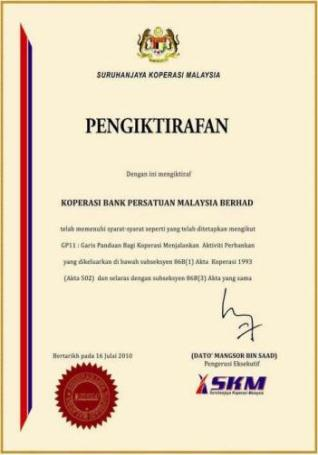 SURUHANJAYA KOPERASI MALAYSIA
PENGIKTIRAFAN
Dengan ini mengiktiraf
KOPERASI BANK PERSATUAN MALAYSIA BERHAD
telah memenuhi syarat-syarat seperti yang telah ditetapkan mengikut
GP11 : Garis Panduan Bagi Koperasi Menjalankan Aktiviti Perbankan
yang dikeluarkan di bawah subseksyen 86B(1) Akta Koperasi 1993
(Akta 502) dan selaras dengan subseksyen 86B(3) Akta yang sama
Bertarikh pada 16 Julai 2010
(DATO' MANGSOR BIN SAAD)
Pengerusi Eksekutif
SKM
Suruhanjaya Koperasi Malaysia